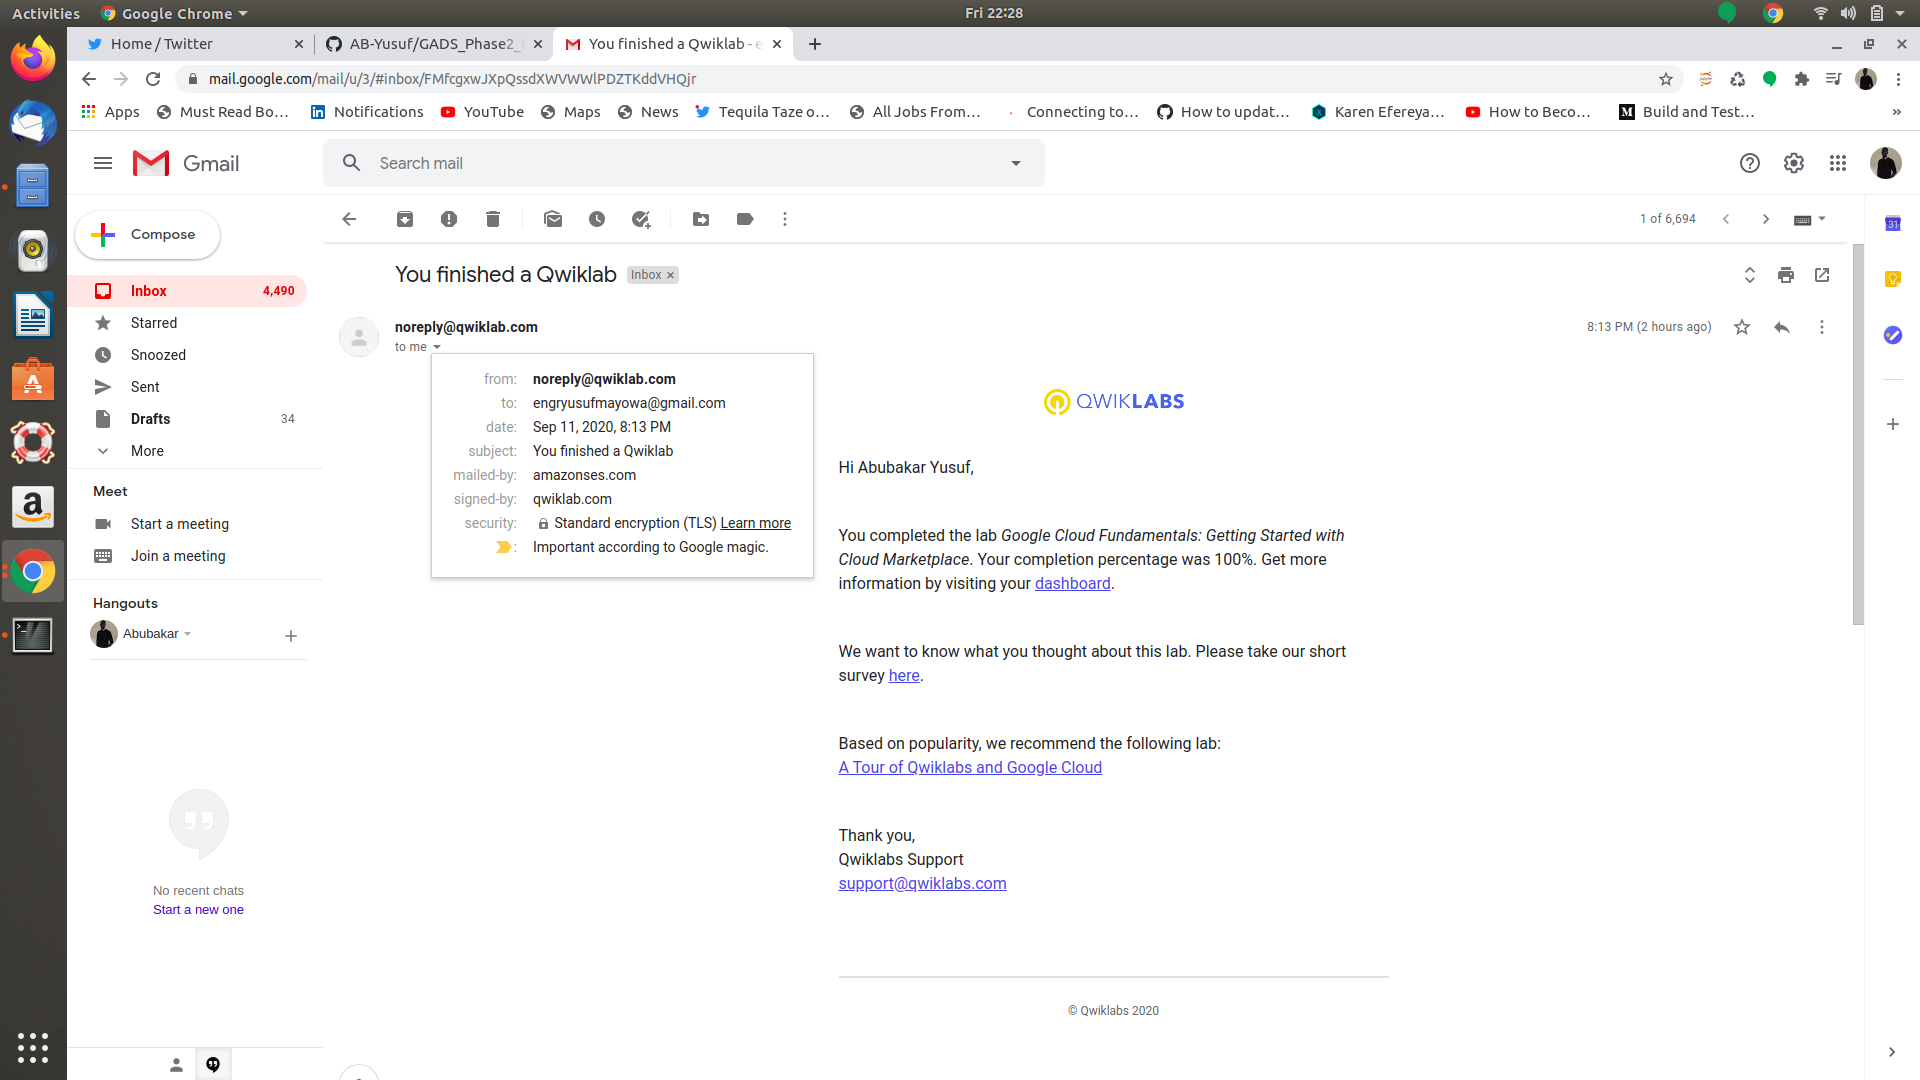 Activities
Google Chrome
Fri 22:28
Home / Twitter
AB-Yusuf/GADS_Phase2_
You finished a Qwiklab - e
mail.google.com/mail/u/3/#inbox/FMfcgxwJXpQssdXWVWWlPDZTKddVHQjr
Apps
Must Read Bo...
Notifications
YouTube
Maps
News
Tequila Taze o...
All Jobs From...
Connecting to...
How to updat...
Karen Efereya...
How to Beco...
Build and Test...
»
Gmail
Search mail
Compose
1 of 6,694
Inbox 4,490
Starred
Snoozed
Sent
Drafts 34
More
Meet
Start a meeting
Join a meeting
Hangouts
Abubakar
No recent chats
Start a new one
You finished a Qwiklab
Inbox ×
noreply@qwiklab.com
8:13 PM (2 hours ago)
to me
from: noreply@qwiklab.com
to: engryusufmayowa@gmail.com
date: Sep 11, 2020, 8:13 PM
subject: You finished a Qwiklab
mailed-by: amazonses.com
signed-by: qwiklab.com
security: Standard encryption (TLS) Learn more
: Important according to Google magic.
QWIKLABS
Hi Abubakar Yusuf,
You completed the lab Google Cloud Fundamentals: Getting Started with
Cloud Marketplace. Your completion percentage was 100%. Get more
information by visiting your dashboard.
We want to know what you thought about this lab. Please take our short
survey here.
Based on popularity, we recommend the following lab:
A Tour of Qwiklabs and Google Cloud
Thank you,
Qwiklabs Support
support@qwiklabs.com
© Qwiklabs 2020
31